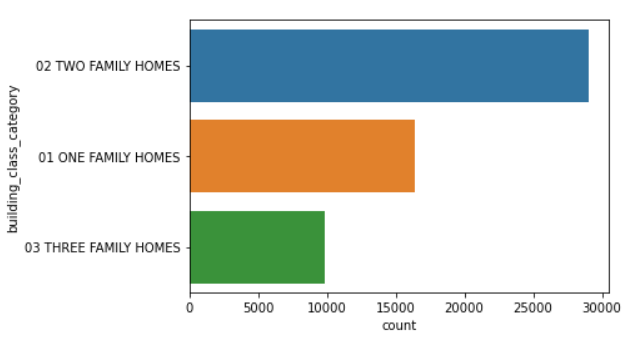 building_class_category
02 TWO FAMILY HOMES
01 ONE FAMILY HOMES
03 THREE FAMILY HOMES
0 5000 10000 15000 20000 25000 30000
count